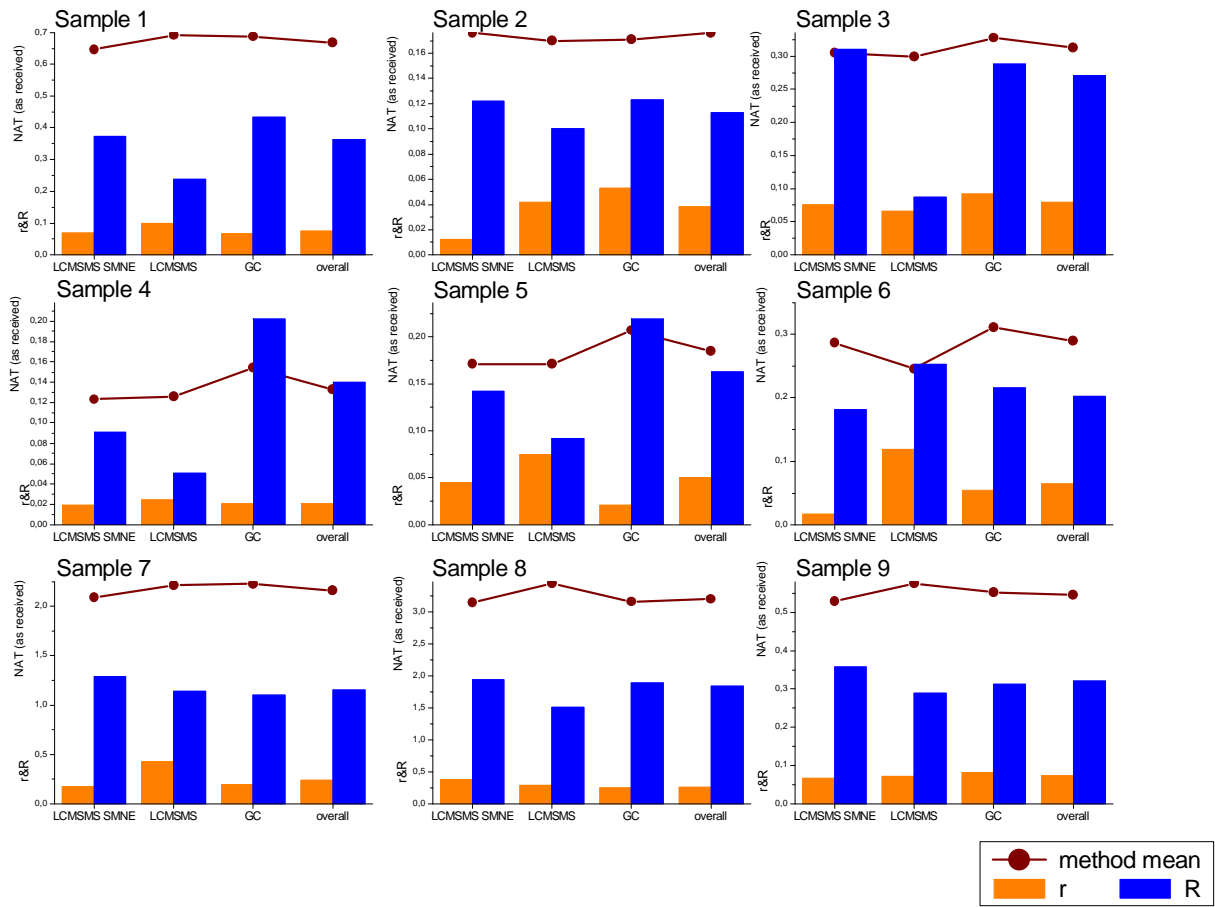 Sample 1
NAT (as received)
r&R
0,7
0,6
0,5
0,4
0,3
0,2
0,1
0,0
LCMSMS SMNE LCMSMS GC overall
Sample 2
NAT (as received)
r&R
0,16
0,14
0,12
0,10
0,08
0,06
0,04
0,02
0,00
LCMSMS SMNE LCMSMS GC overall
Sample 3
NAT (as received)
r&R
0,30
0,25
0,20
0,15
0,10
0,05
0,00
LCMSMS SMNE LCMSMS GC overall
Sample 4
NAT (as received)
r&R
0,20
0,18
0,16
0,14
0,12
0,10
0,08
0,06
0,04
0,02
0,00
LCMSMS SMNE LCMSMS GC overall
Sample 5
NAT (as received)
r&R
0,20
0,15
0,10
0,05
0,00
LCMSMS SMNE LCMSMS GC overall
Sample 6
NAT (as received)
r&R
0,3
0,2
0,1
0,0
LCMSMS SMNE LCMSMS GC overall
Sample 7
NAT (as received)
r&R
2,0
1,5
1,0
0,5
0,0
LCMSMS SMNE LCMSMS GC overall
Sample 8
NAT (as received)
r&R
3,0
2,0
1,5
1,0
0,5
0,0
LCMSMS SMNE LCMSMS GC overall
Sample 9
NAT (as received)
r&R
0,5
0,4
0,3
0,2
0,1
0,0
LCMSMS SMNE LCMSMS GC overall
method mean
r R